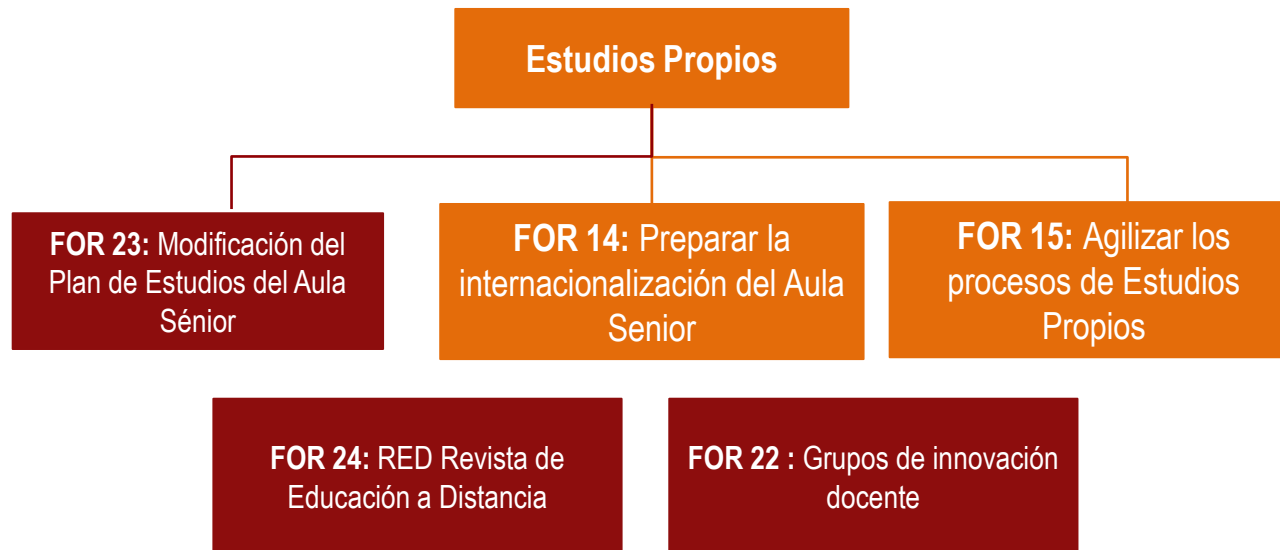 Estudios Propios
FOR 23: Modificación del
Plan de Estudios del Aula
Sénior
FOR 14: Preparar la
internacionalización del Aula
Senior
FOR 15: Agilizar los
procesos de Estudios
Propios
FOR 24: RED Revista de
Educación a Distancia
FOR 22 : Grupos de innovación
docente